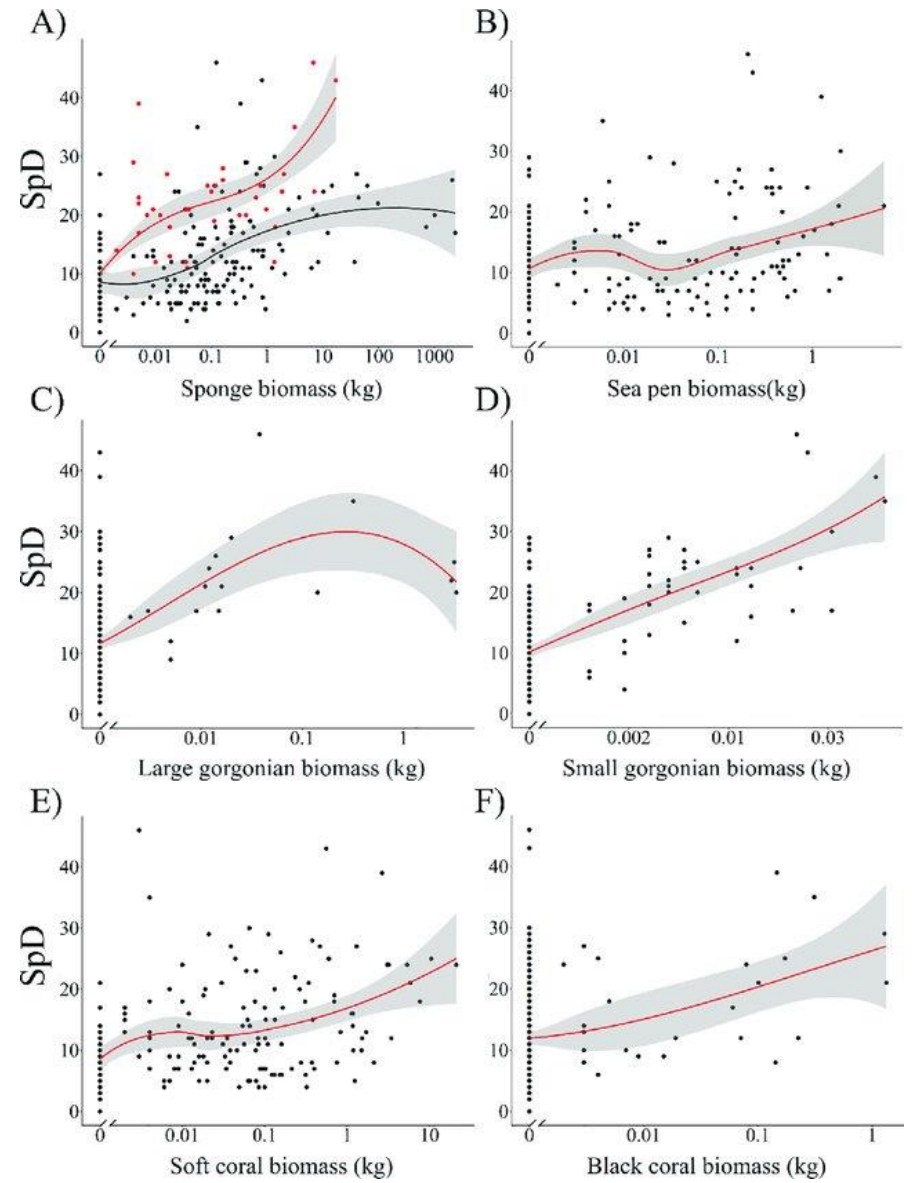 A)
SpD
40
30
20
10
0
0 0.01 0.1 1 10 100 1000
Sponge biomass (kg)
B)
40
30
20
10
0
0 0.01 0.1 1
Sea pen biomass(kg)
C)
SpD
40
30
20
10
0
0 0.01 0.1 1
Large gorgonian biomass (kg)
D)
40
30
20
10
0
0 0.002 0.01 0.03
Small gorgonian biomass (kg)
E)
SpD
40
30
20
10
0
0 0.01 0.1 1 10
Soft coral biomass (kg)
F)
40
30
20
10
0
0 0.01 0.1 1
Black coral biomass (kg)